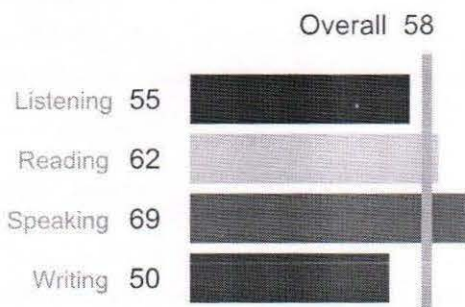 Overall 58
Listening 55
Reading 62
Speaking 69
Writing 50